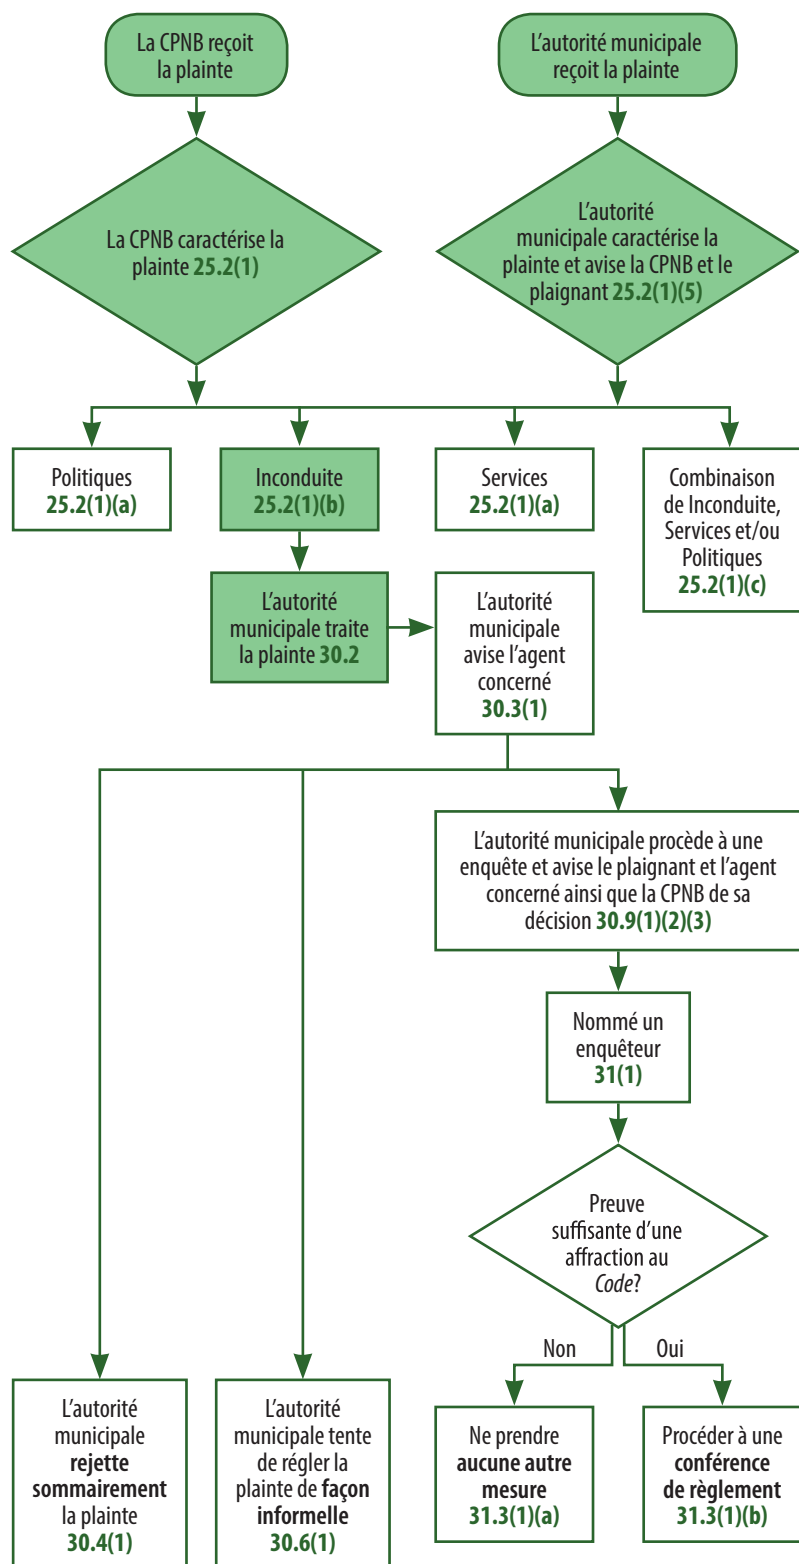 La CPNB reçoit
la plainte
L'autorité municipale
reçoit la plainte
La CPNB caractérise la
plainte 25.2(1)
L'autorité
municipale caractérise la
plainte et avise la CPNB et le
plaignant 25.2(1)(5)
Politiques
25.2(1)(a)
Inconduite
25.2(1)(b)
Services
25.2(1)(a)
Combinaison
de Inconduite,
Services et/ou
Politiques
25.2(1)(c)
L'autorité
municipale traite
la plainte 30.2
L'autorité
municipale
avise l'agent
concerné
30.3(1)
L'autorité municipale procède à une
enquête et avise le plaignant et l'agent
concerné ainsi que la CPNB de sa
décision 30.9(1)(2)(3)
Nommé un
enquêteur
31(1)
Preuve
suffisante d'une
affraction au
Code?
Non
Oui
L'autorité
municipale
rejette
sommairement
la plainte
30.4(1)
L'autorité
municipale tente
de régler la
plainte de façon
informelle
30.6(1)
Ne prendre
aucune autre
mesure
31.3(1)(a)
Procéder à une
conférence
de règlement
31.3(1)(b)